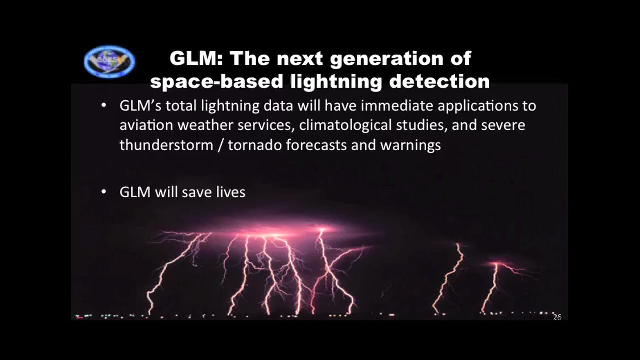 GLM: The next generation of
space-based lightning detection
• GLM's total lightning data will have immediate applications to
aviation weather services, climatological studies, and severe
thunderstorm / tornado forecasts and warnings
• GLM will save lives
26